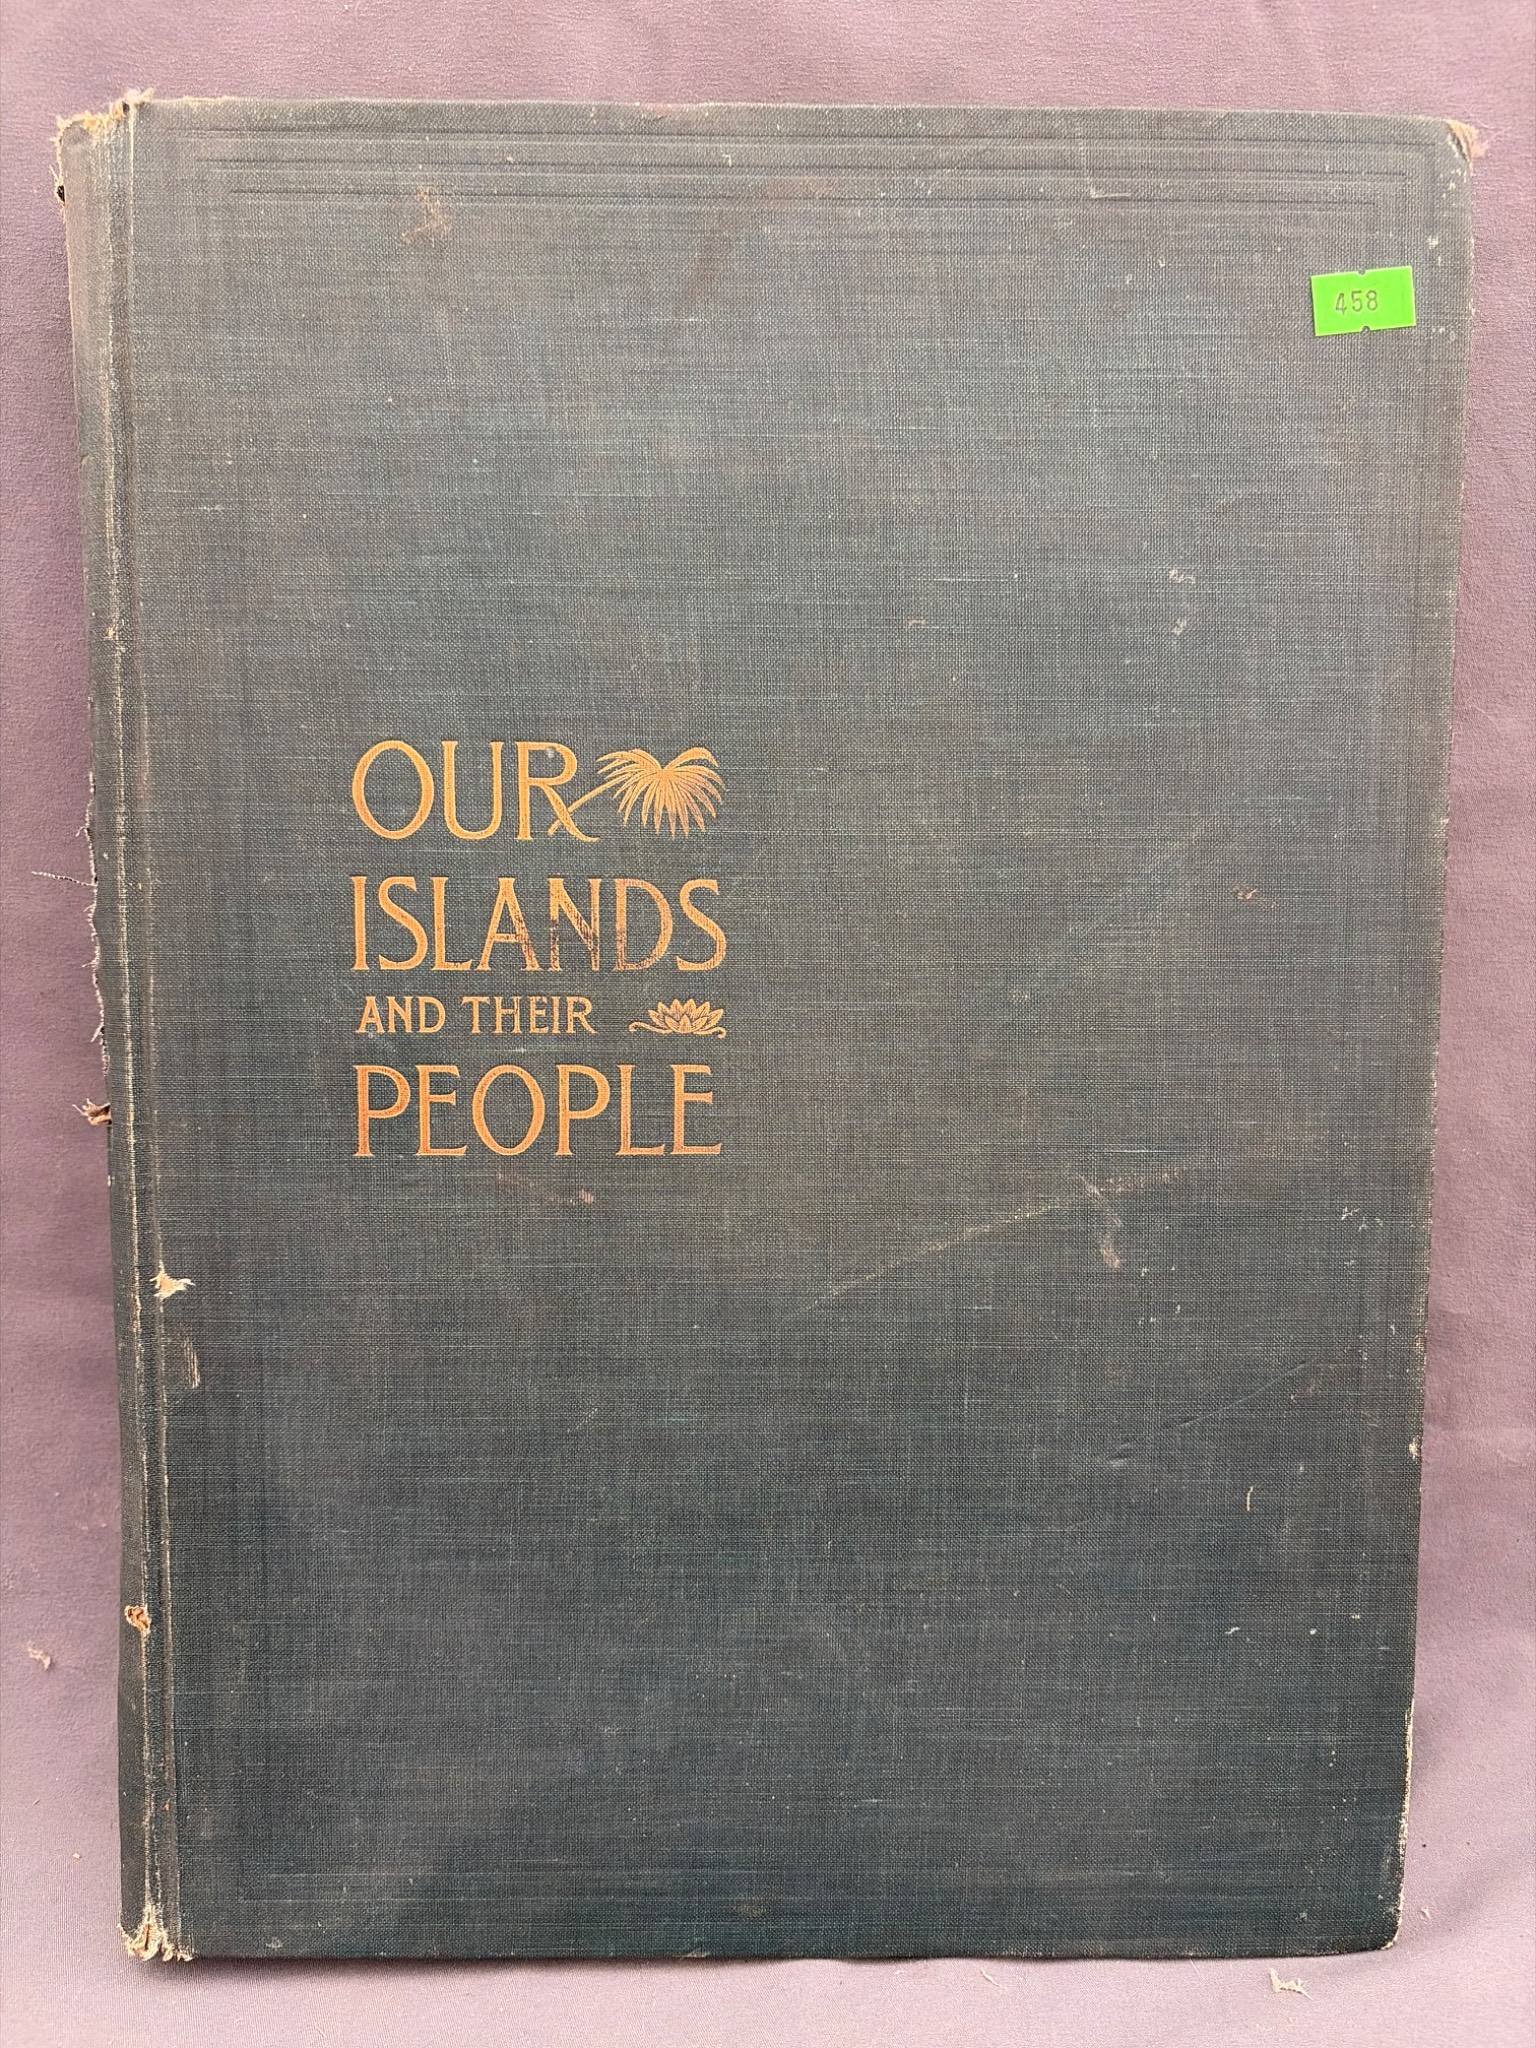 458
OUR
ISLANDS
AND THEIR
PEOPLE